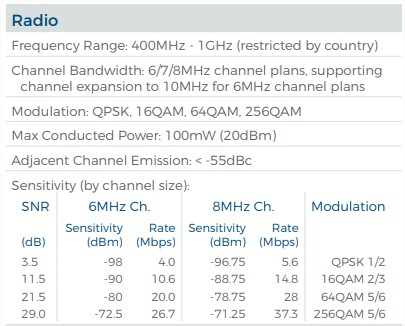 Radio
Frequency Range: 400MHz - 1GHz (restricted by country)
Channel Bandwidth: 6/7/8MHz channel plans, supporting
channel expansion to 10MHz for 6MHz channel plans
Modulation: QPSK, 16QAM, 64QAM, 256QAM
Max Conducted Power: 100mW (20dBm)
Adjacent Channel Emission: < -55dBc
Sensitivity (by channel size):
SNR 6MHz Ch. 8MHz Ch. Modulation
Sensitivity Rate Sensitivity Rate
(dB) (dBm) (Mbps) (dBm) (Mbps)
3.5 -98 4.0 -96.75 5.6 QPSK 1/2
11.5 -90 10.6 -88.75 14.8 16QAM 2/3
21.5 -80 20.0 -78.75 28 64QAM 5/6
29.0 -72.5 26.7 -71.25 37.3 256QAM 5/6